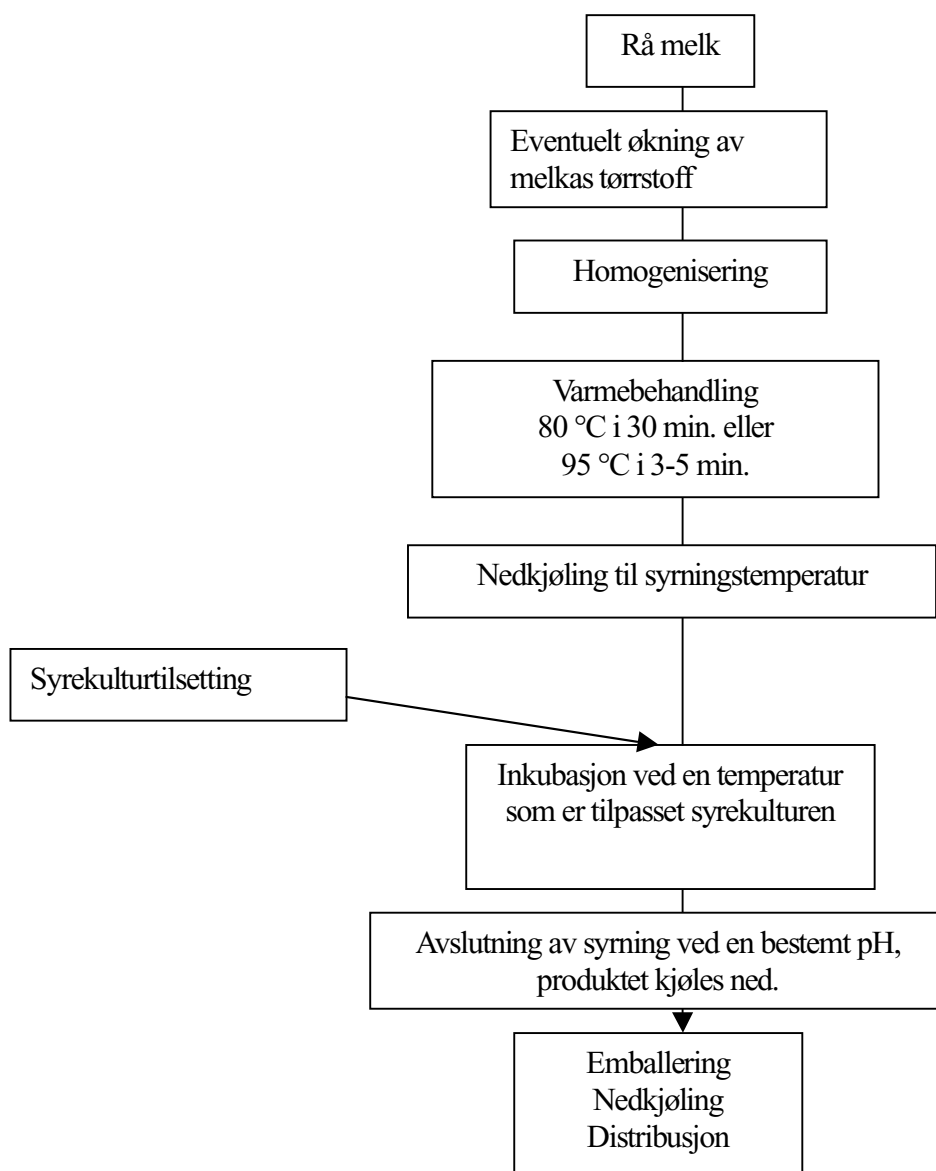 Rå melk
Eventuelt økning av
melkas tørrstoff
Homogenisering
Varmebehandling
80 °C i 30 min. eller
95 °C i 3-5 min.
Nedkjøling til syrningstemperatur
Syrekulturtilsetting
Inkubasjon ved en temperatur
som er tilpasset syrekulturen
Avslutning av syrning ved en bestemt pH,
produktet kjøles ned.
Emballering
Nedkjøling
Distribusjon